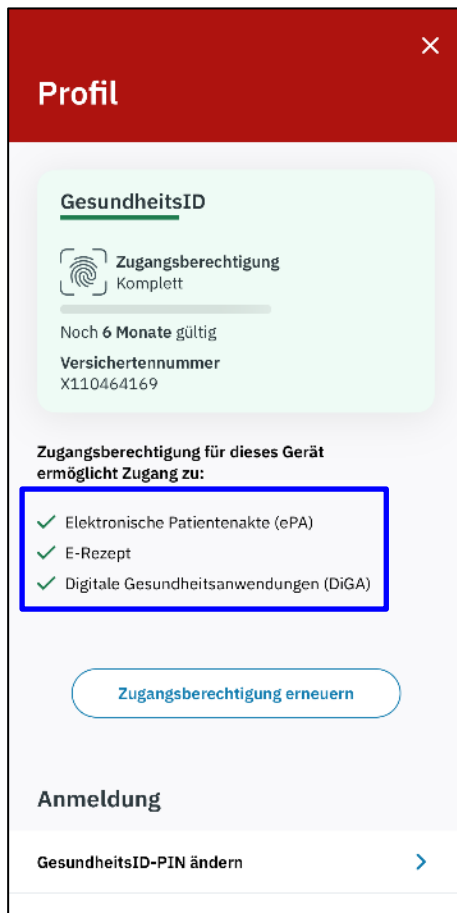 Profil
GesundheitsID
Zugangsberechtigung
Komplett
Noch 6 Monate gültig
Versichertennummer
X110464169
Zugangsberechtigung für dieses Gerät
ermöglicht Zugang zu:
Elektronische Patientenakte (ePA)
E-Rezept
Digitale Gesundheitsanwendungen (DiGA)
Zugangsberechtigung erneuern
Anmeldung
GesundheitsID-PIN ändern